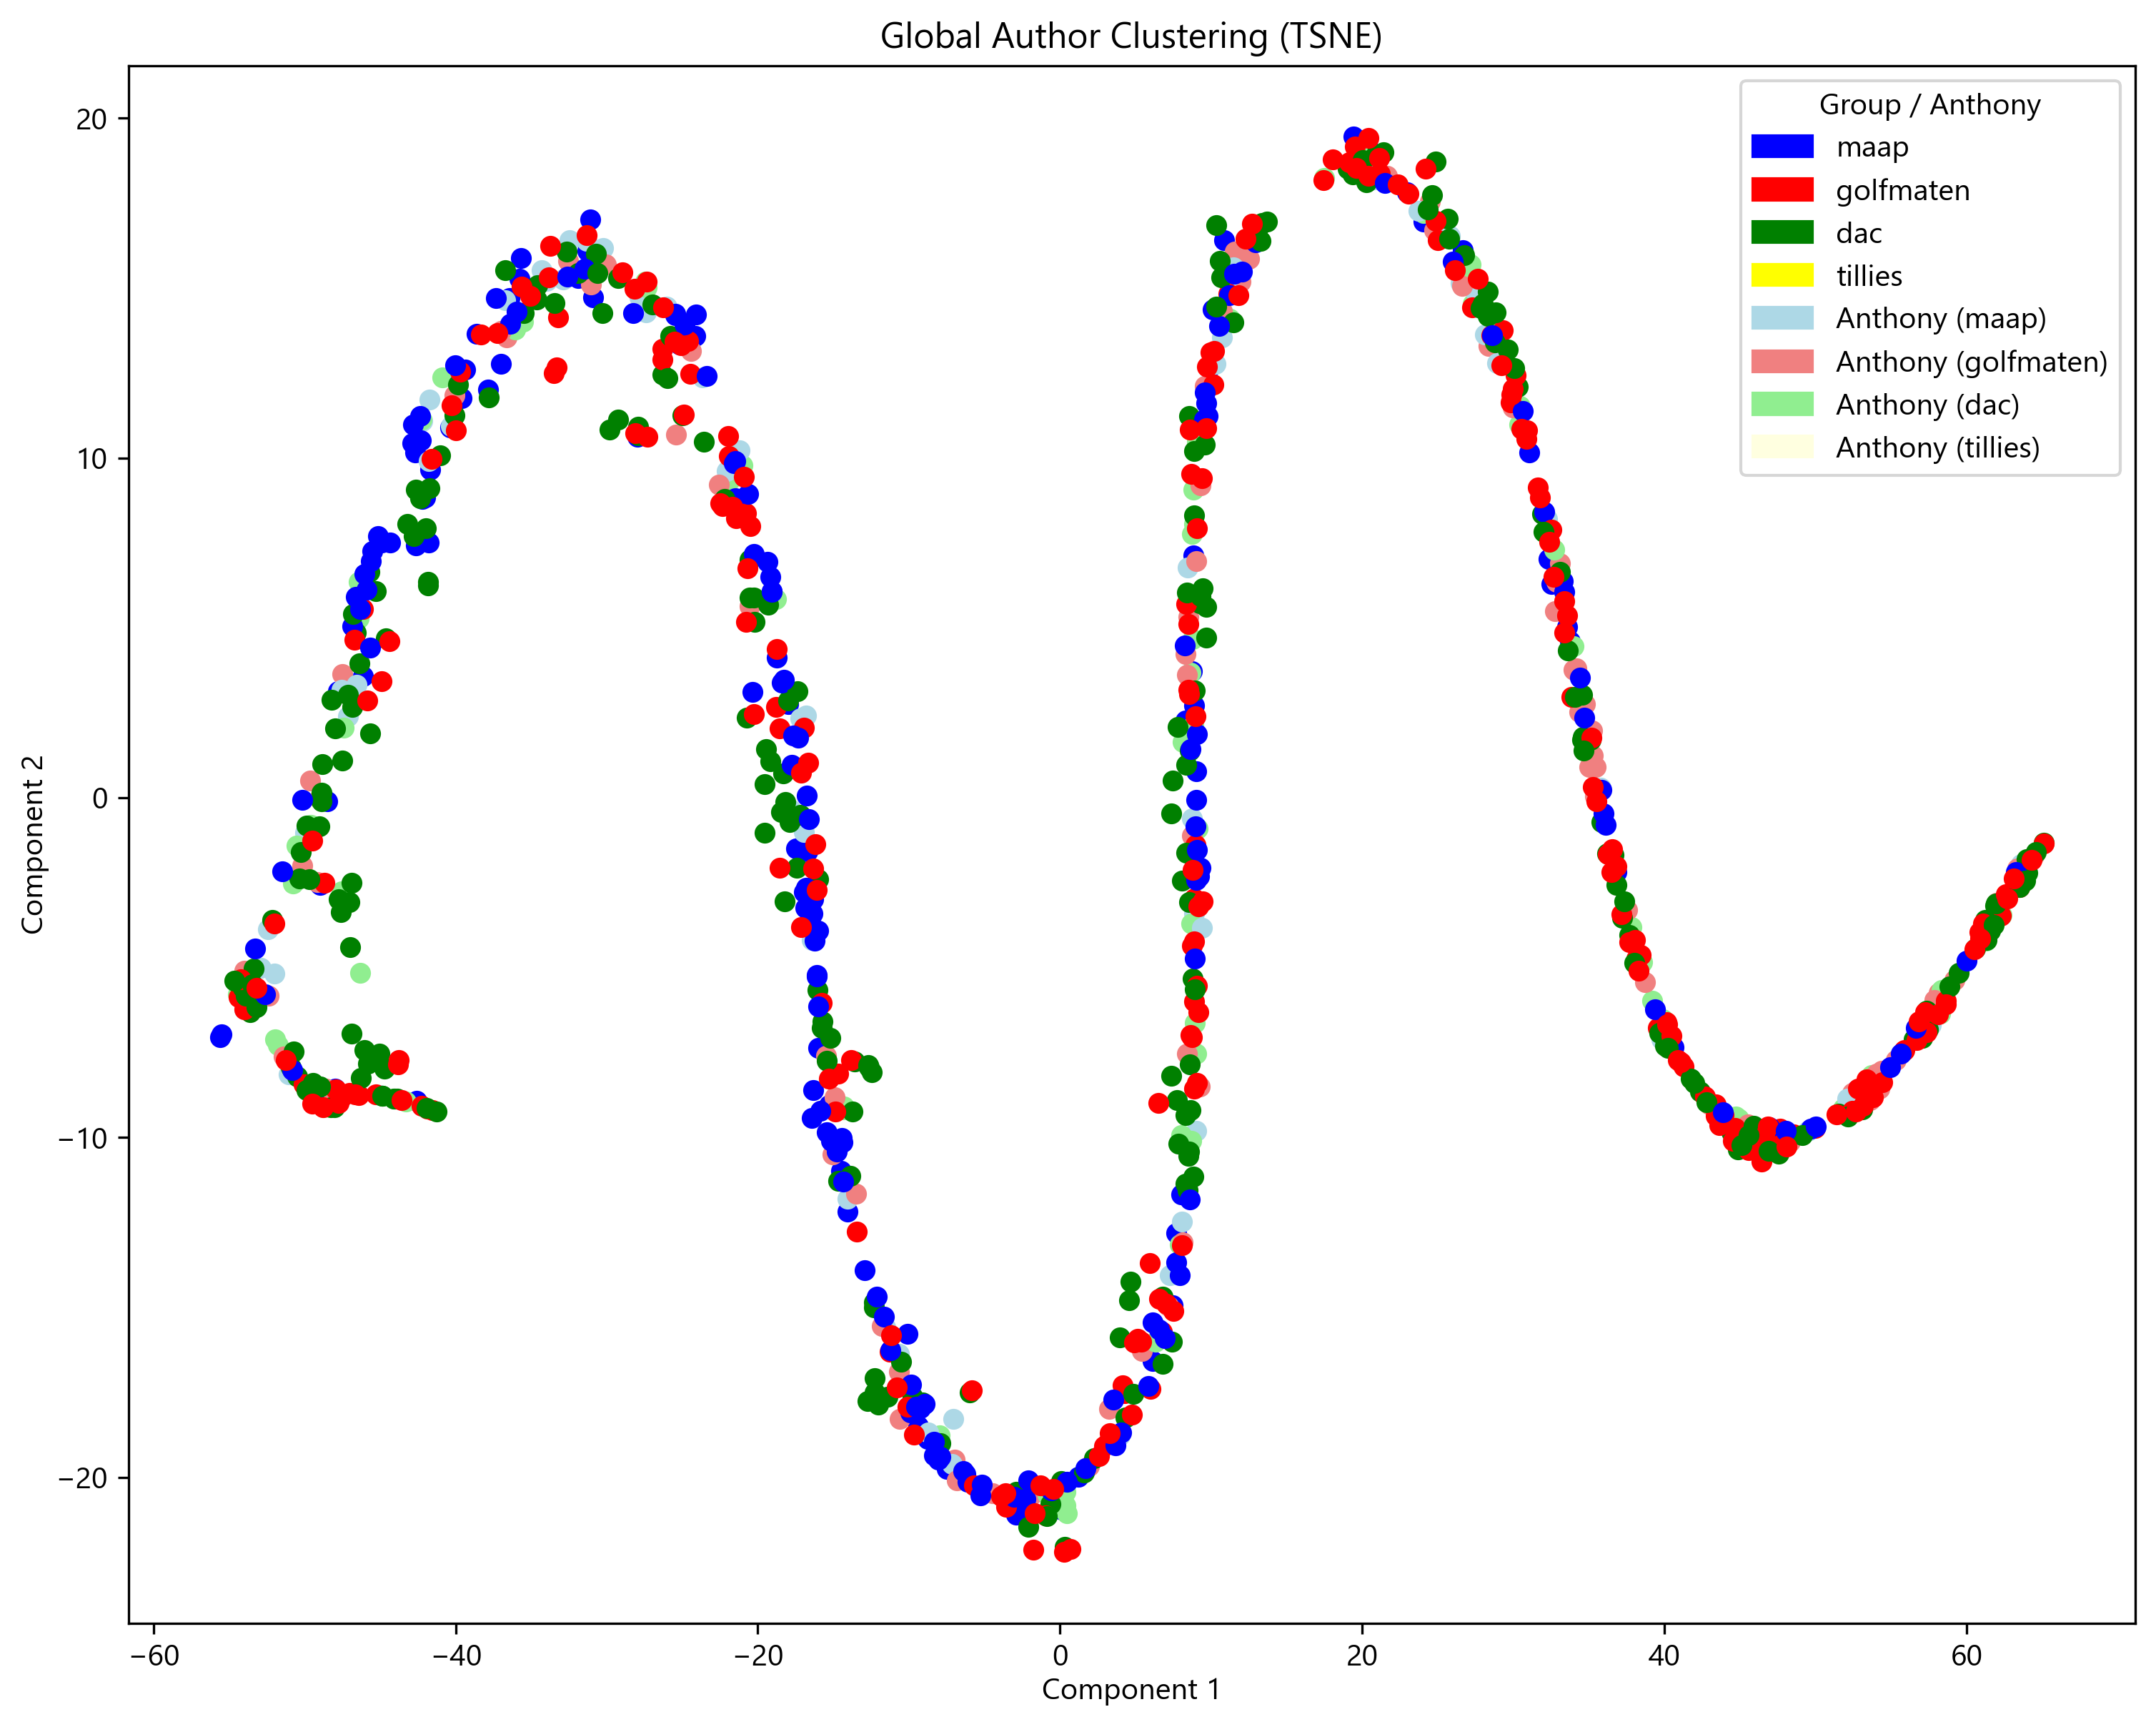 Global Author Clustering (TSNE)
Group / Anthony
maap
golfmaten
dac
tillies
Anthony (maap)
Anthony (golfmaten)
Anthony (dac)
Anthony (tillies)
Component 2
20
10
0
−10
−20
−60
−40
−20
0
20
40
60
Component 1